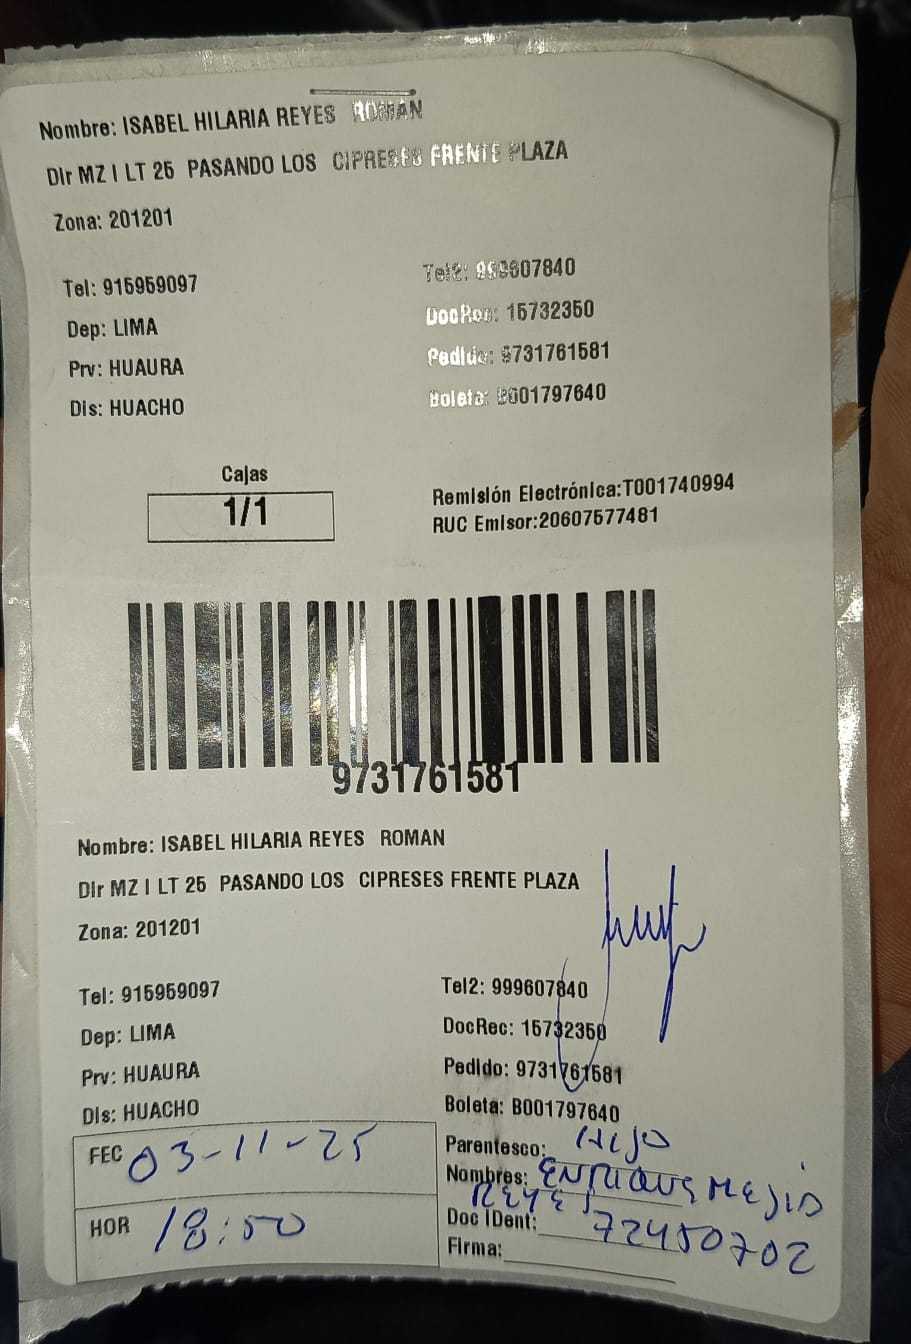 Nombre: ISABEL HILARIA REYES ROMAN
Dir MZ I LT 25 PASANDO LOS CIPRESES FRENTE PLAZA
Zona: 201201
Tel: 915959097 Tel2: 999607840
Dep: LIMA DocRec: 15732350
Prv: HUAURA Pedido: 9731761581
Dis: HUACHO Boleta: B001797640
Cajas
1/1
Remisión Electrónica:T001740994
RUC Emisor:20607577481
9731761581
Nombre: ISABEL HILARIA REYES ROMAN
Dir MZ I LT 25 PASANDO LOS CIPRESES FRENTE PLAZA
Zona: 201201
Tel: 915959097 Tel2: 999607840
Dep: LIMA DocRec: 15732350
Prv: HUAURA Pedido: 9731761581
Dis: HUACHO Boleta: B001797640
FEC 03-11-25
HOR 18:50
Parentesco: HIJO
Nombres: ENRIQUE MEJIA
REYES
Doc IDent: 72450702
Firma: